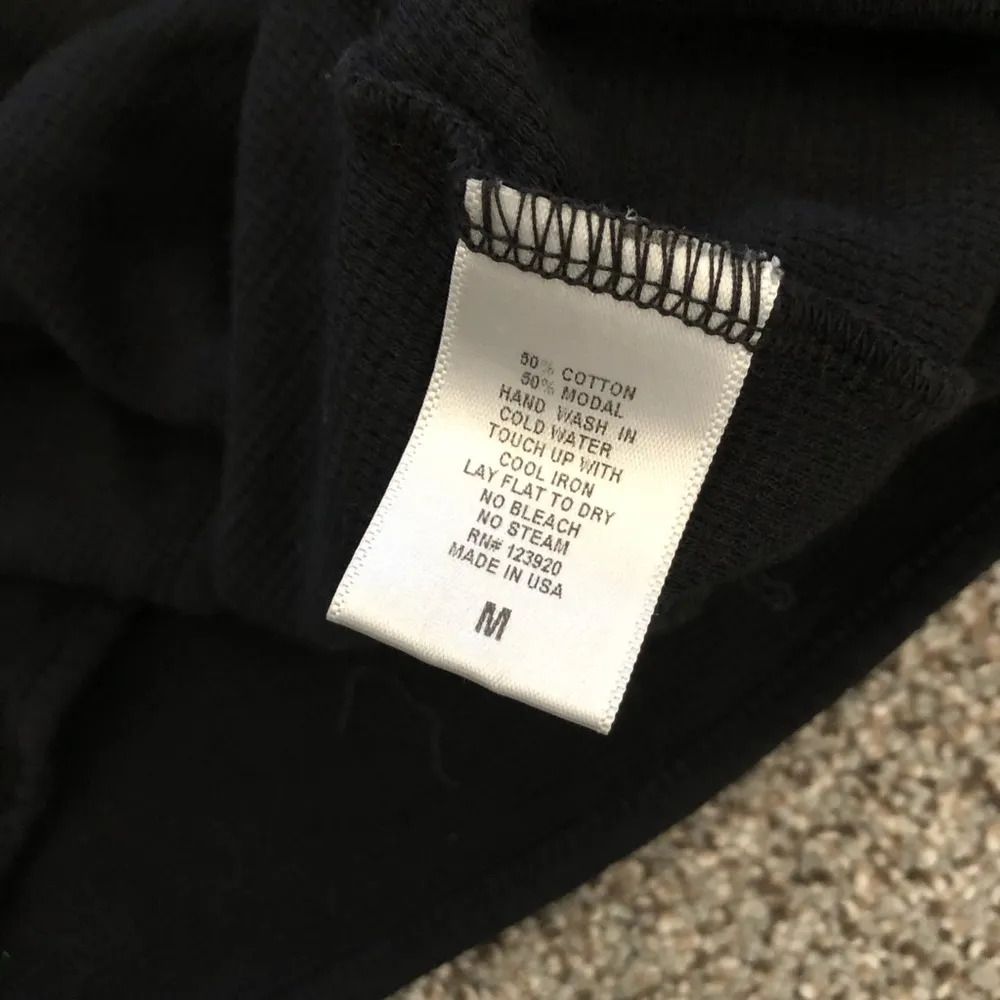 50% COTTON
50% MODAL
HAND WASH IN
COLD WATER
TOUCH UP WITH
COOL IRON
LAY FLAT TO DRY
NO BLEACH
NO STEAM
RN# 123920
MADE IN USA
M